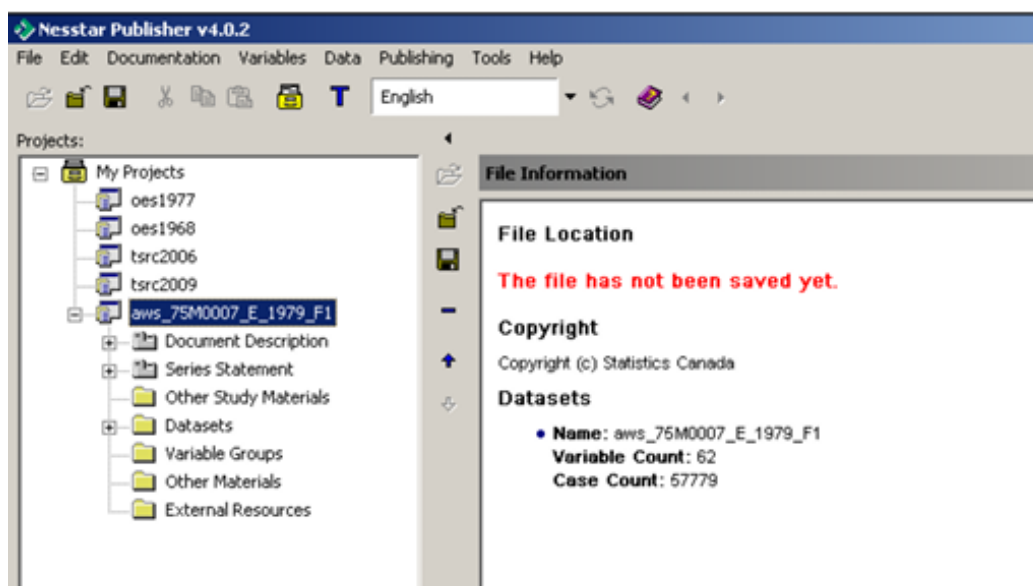 Nesstar Publisher v4.0.2
File Edit Documentation Variables Data Publishing Tools Help
T English
Projects:
My Projects
oes1977
oes1968
tsrc2006
tsrc2009
aws_75M0007_E_1979_F1
Document Description
Series Statement
Other Study Materials
Datasets
Variable Groups
Other Materials
External Resources
File Information
File Location
The file has not been saved yet.
Copyright
Copyright (c) Statistics Canada
Datasets
Name: aws_75M0007_E_1979_F1
Variable Count: 62
Case Count: 57779